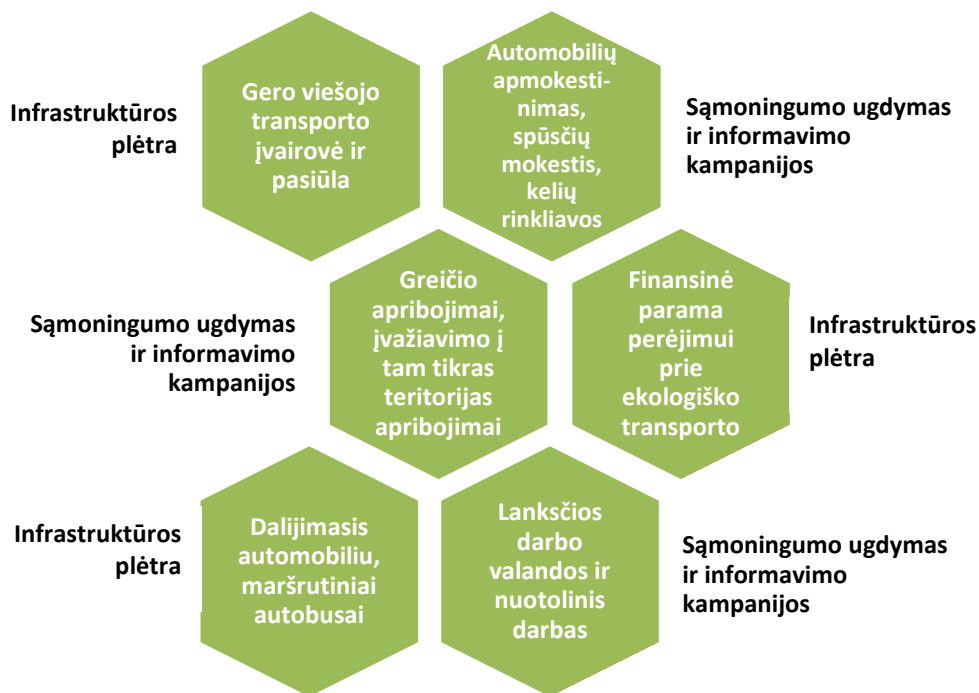 Infrastruktūros
plėtra
Gero viešojo
transporto
įvairovė ir
pasiūla
Automobilių
apmokesti-
nimas,
spūsčių
mokestis,
kelių
rinkliavos
Sąmoningumo ugdymas
ir informavimo
kampanijos
Sąmoningumo ugdymas
ir informavimo
kampanijos
Greičio
apribojimai,
įvažiavimo į
tam tikras
teritorijas
apribojimai
Finansinė
parama
perėjimui
prie
ekologiško
transporto
Infrastruktūros
plėtra
Infrastruktūros
plėtra
Dalijimasis
automobiliu,
maršrutiniai
autobusai
Lanksčios
darbo
valandos ir
nuotolinis
darbas
Sąmoningumo ugdymas
ir informavimo
kampanijos